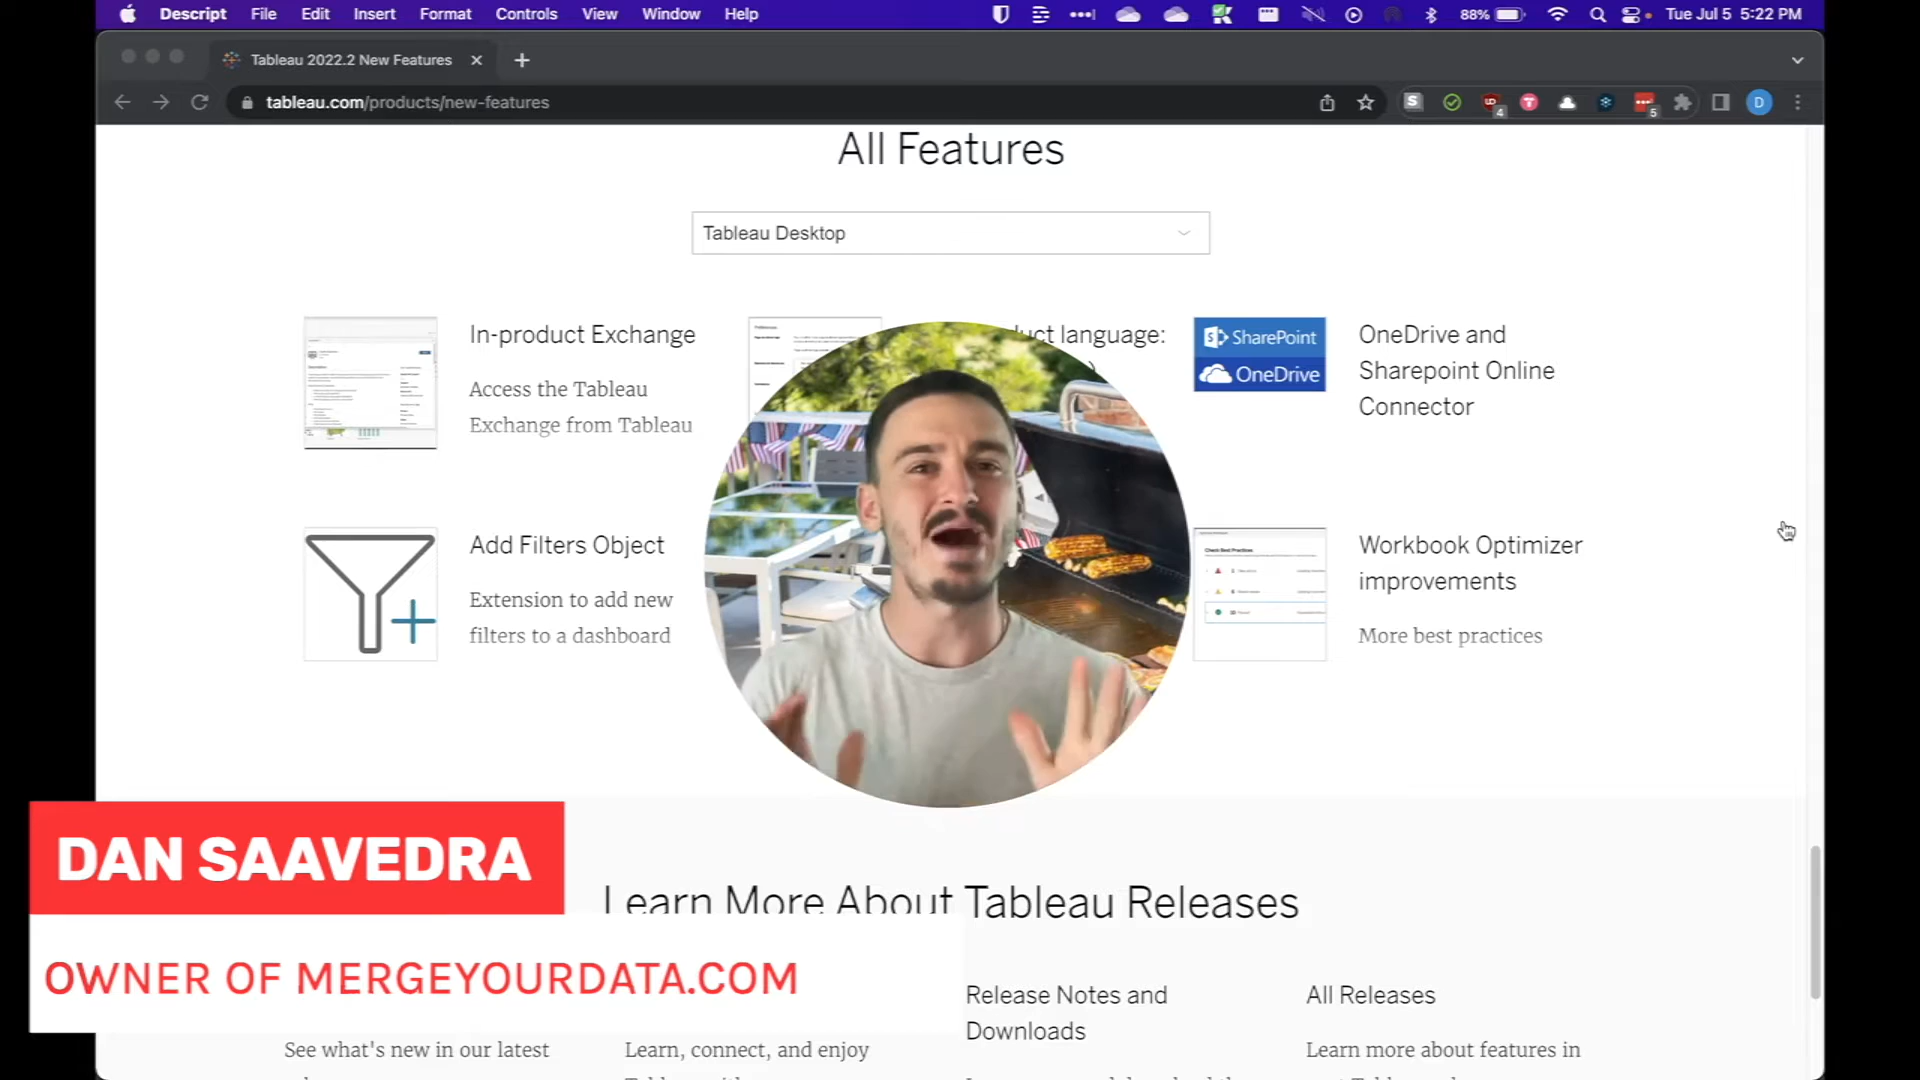 Descript File Edit Insert Format Controls View Window Help 88% Tue Jul 5 5:22 PM
Tableau 2022.2 New Features
tableau.com/products/new-features
All Features
Tableau Desktop
In-product Exchange
Access the Tableau
Exchange from Tableau
language:
SharePoint
OneDrive
OneDrive and
Sharepoint Online
Connector
Add Filters Object
Extension to add new
filters to a dashboard
Check Best Practices
Workbook Optimizer
improvements
More best practices
DAN SAAVEDRA
OWNER OF MERGEYOURDATA.COM
Learn More About Tableau Releases
See what's new in our latest
Learn, connect, and enjoy
Release Notes and
Downloads
All Releases
Learn more about features in